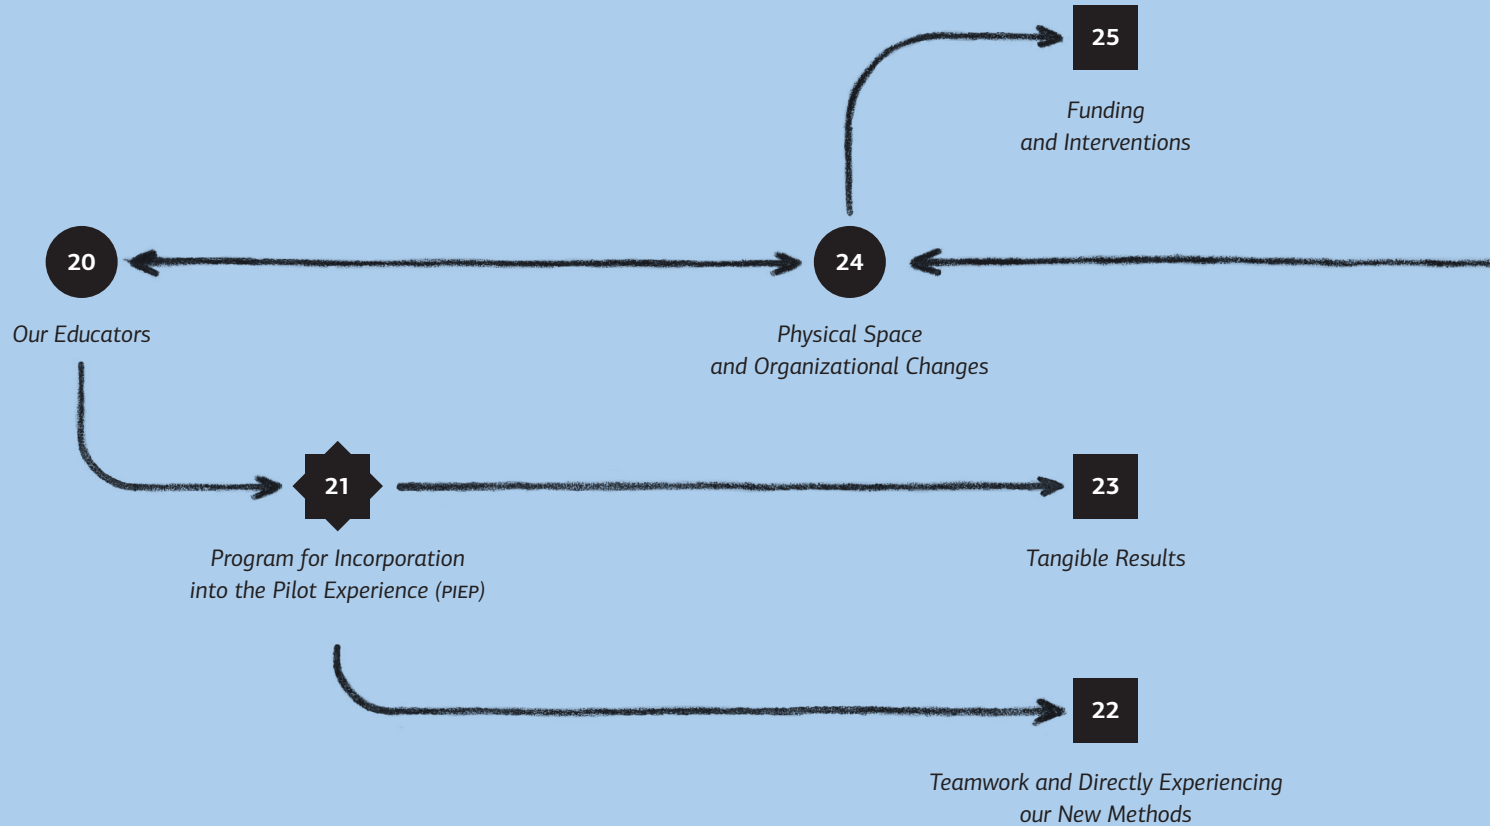 25
Funding
and Interventions
20
24
Our Educators
Physical Space
and Organizational Changes
21
23
Program for Incorporation
into the Pilot Experience (PIEP)
Tangible Results
22
Teamwork and Directly Experiencing
our New Methods